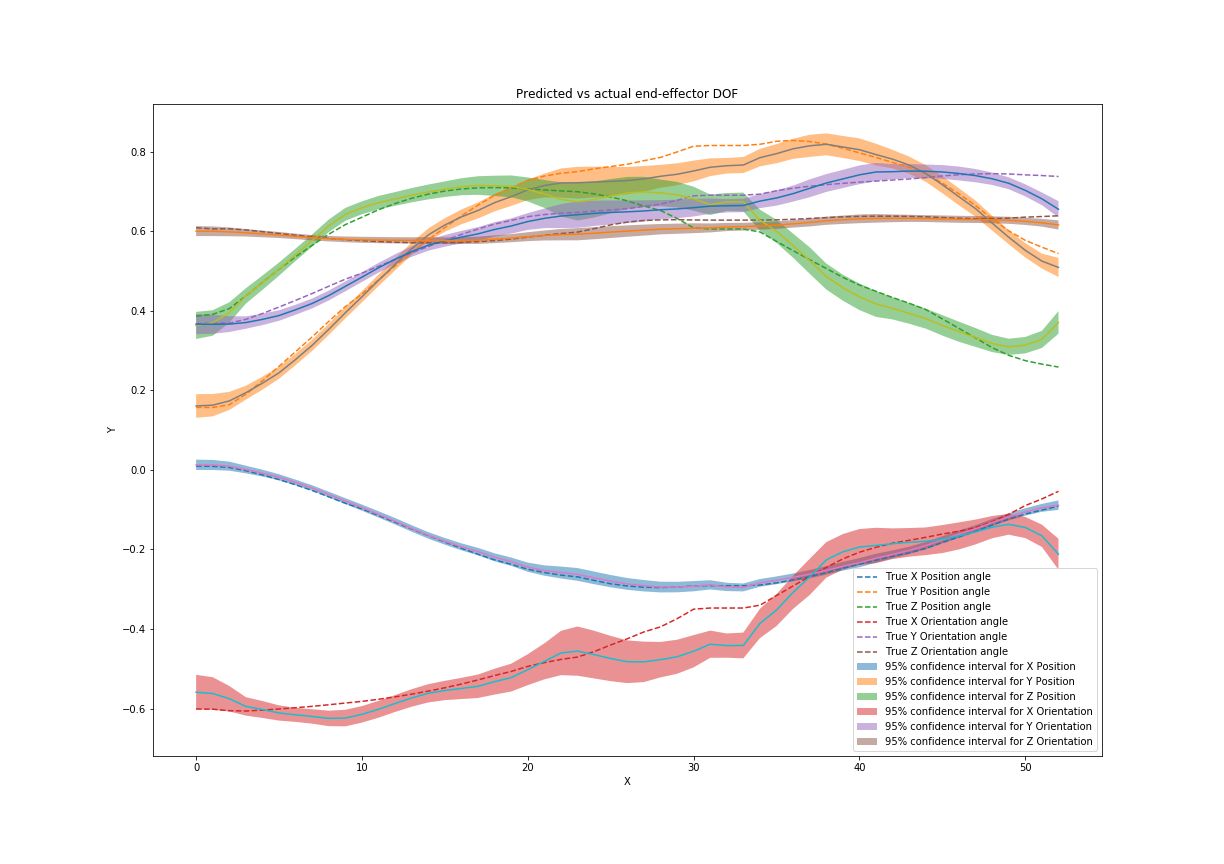 Predicted vs actual end-effector DOF
0.8
0.6
0.4
0.2
0.0
−0.2
−0.4
−0.6
Y
0
10
20
30
40
50
X
True X Position angle
True Y Position angle
True Z Position angle
True X Orientation angle
True Y Orientation angle
True Z Orientation angle
95% confidence interval for X Position
95% confidence interval for Y Position
95% confidence interval for Z Position
95% confidence interval for X Orientation
95% confidence interval for Y Orientation
95% confidence interval for Z Orientation